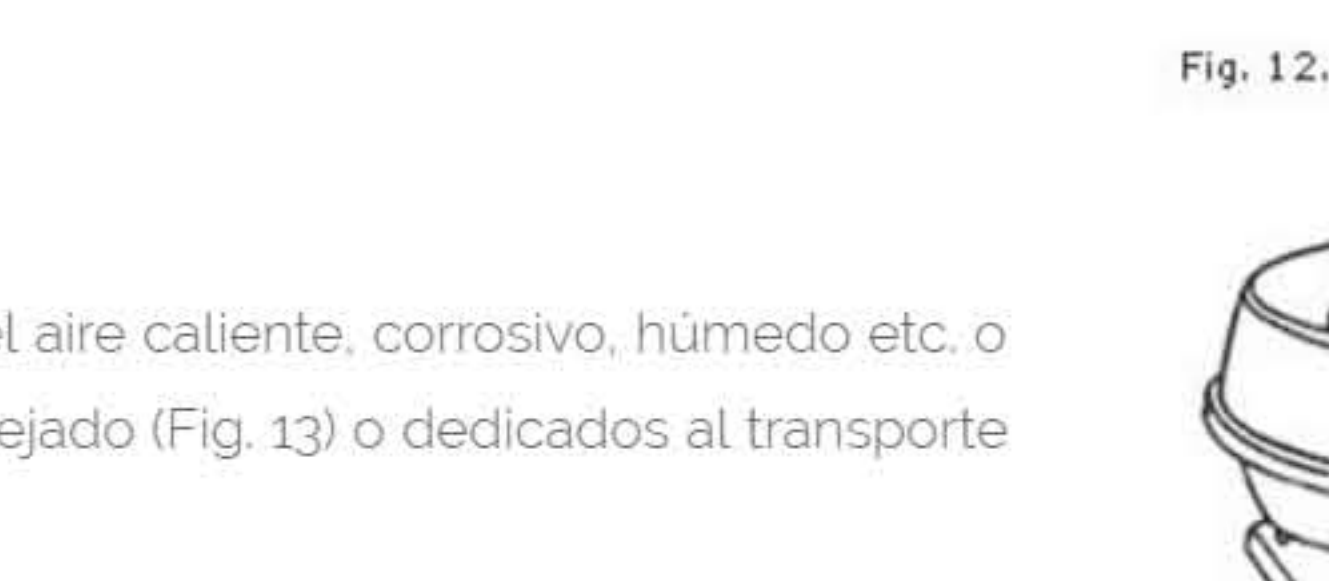 Fig. 12.
el aire caliente, corrosivo, húmedo etc. o
ejado (Fig. 13) o dedicados al transporte